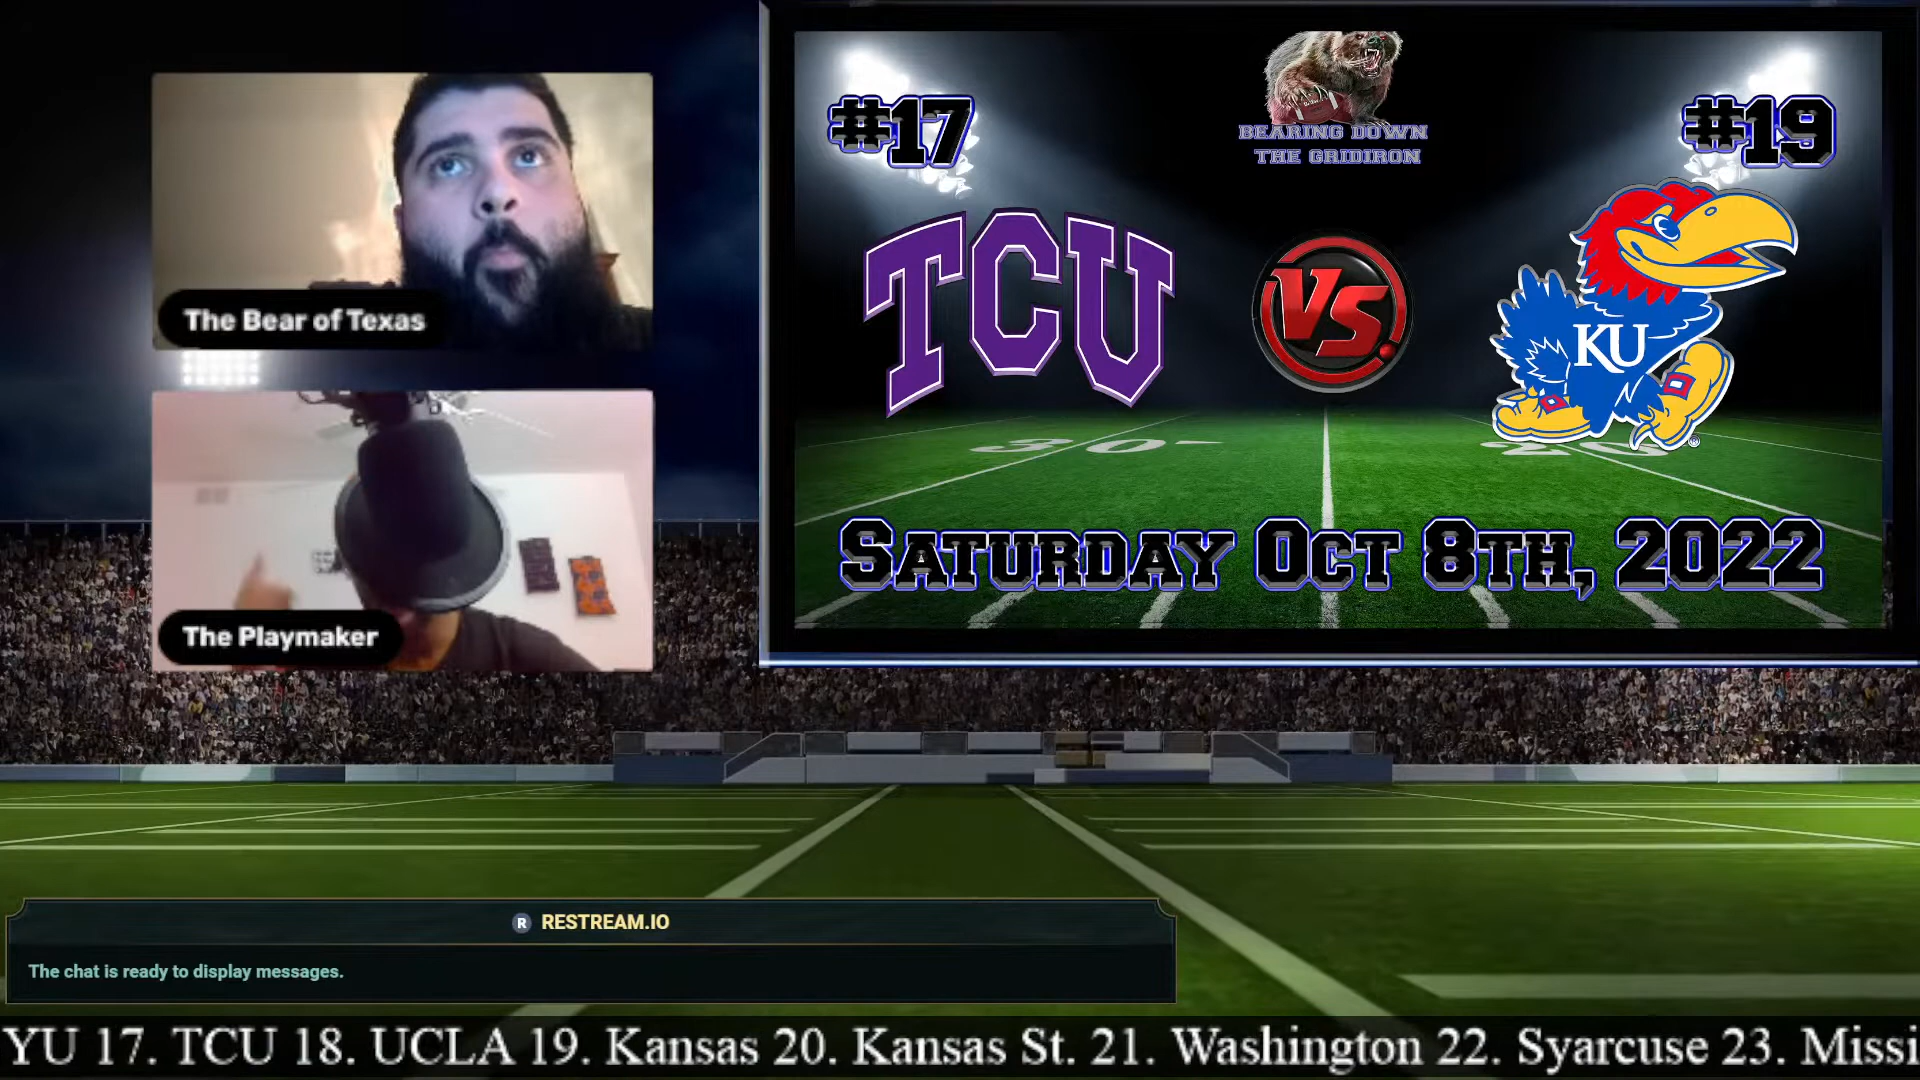 The Bear of Texas
The Playmaker
#17
BEARING DOWN
THE GRIDIRON
#19
TCU
VS.
KU
30
20
SATURDAY OCT 8TH, 2022
R RESTREAM.IO
The chat is ready to display messages.
YU 17. TCU 18. UCLA 19. Kansas 20. Kansas St. 21. Washington 22. Syarcuse 23. Missi